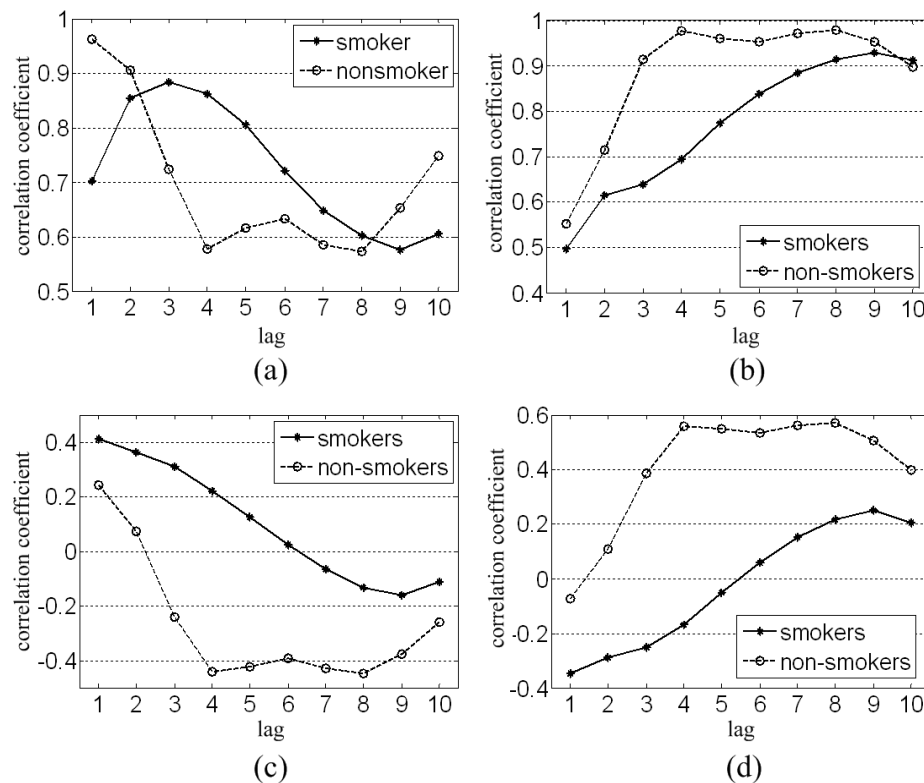 correlation coefficient
1
0.9
0.8
0.7
0.6
0.5
smoker
nonsmoker
1 2 3 4 5 6 7 8 9 10
lag
(a)
correlation coefficient
1
0.9
0.8
0.7
0.6
0.5
0.4
smokers
non-smokers
1 2 3 4 5 6 7 8 9 10
lag
(b)
correlation coefficient
0.4
0.2
0
-0.2
-0.4
smokers
non-smokers
1 2 3 4 5 6 7 8 9 10
lag
(c)
correlation coefficient
0.6
0.4
0.2
0
-0.2
-0.4
smokers
non-smokers
1 2 3 4 5 6 7 8 9 10
lag
(d)